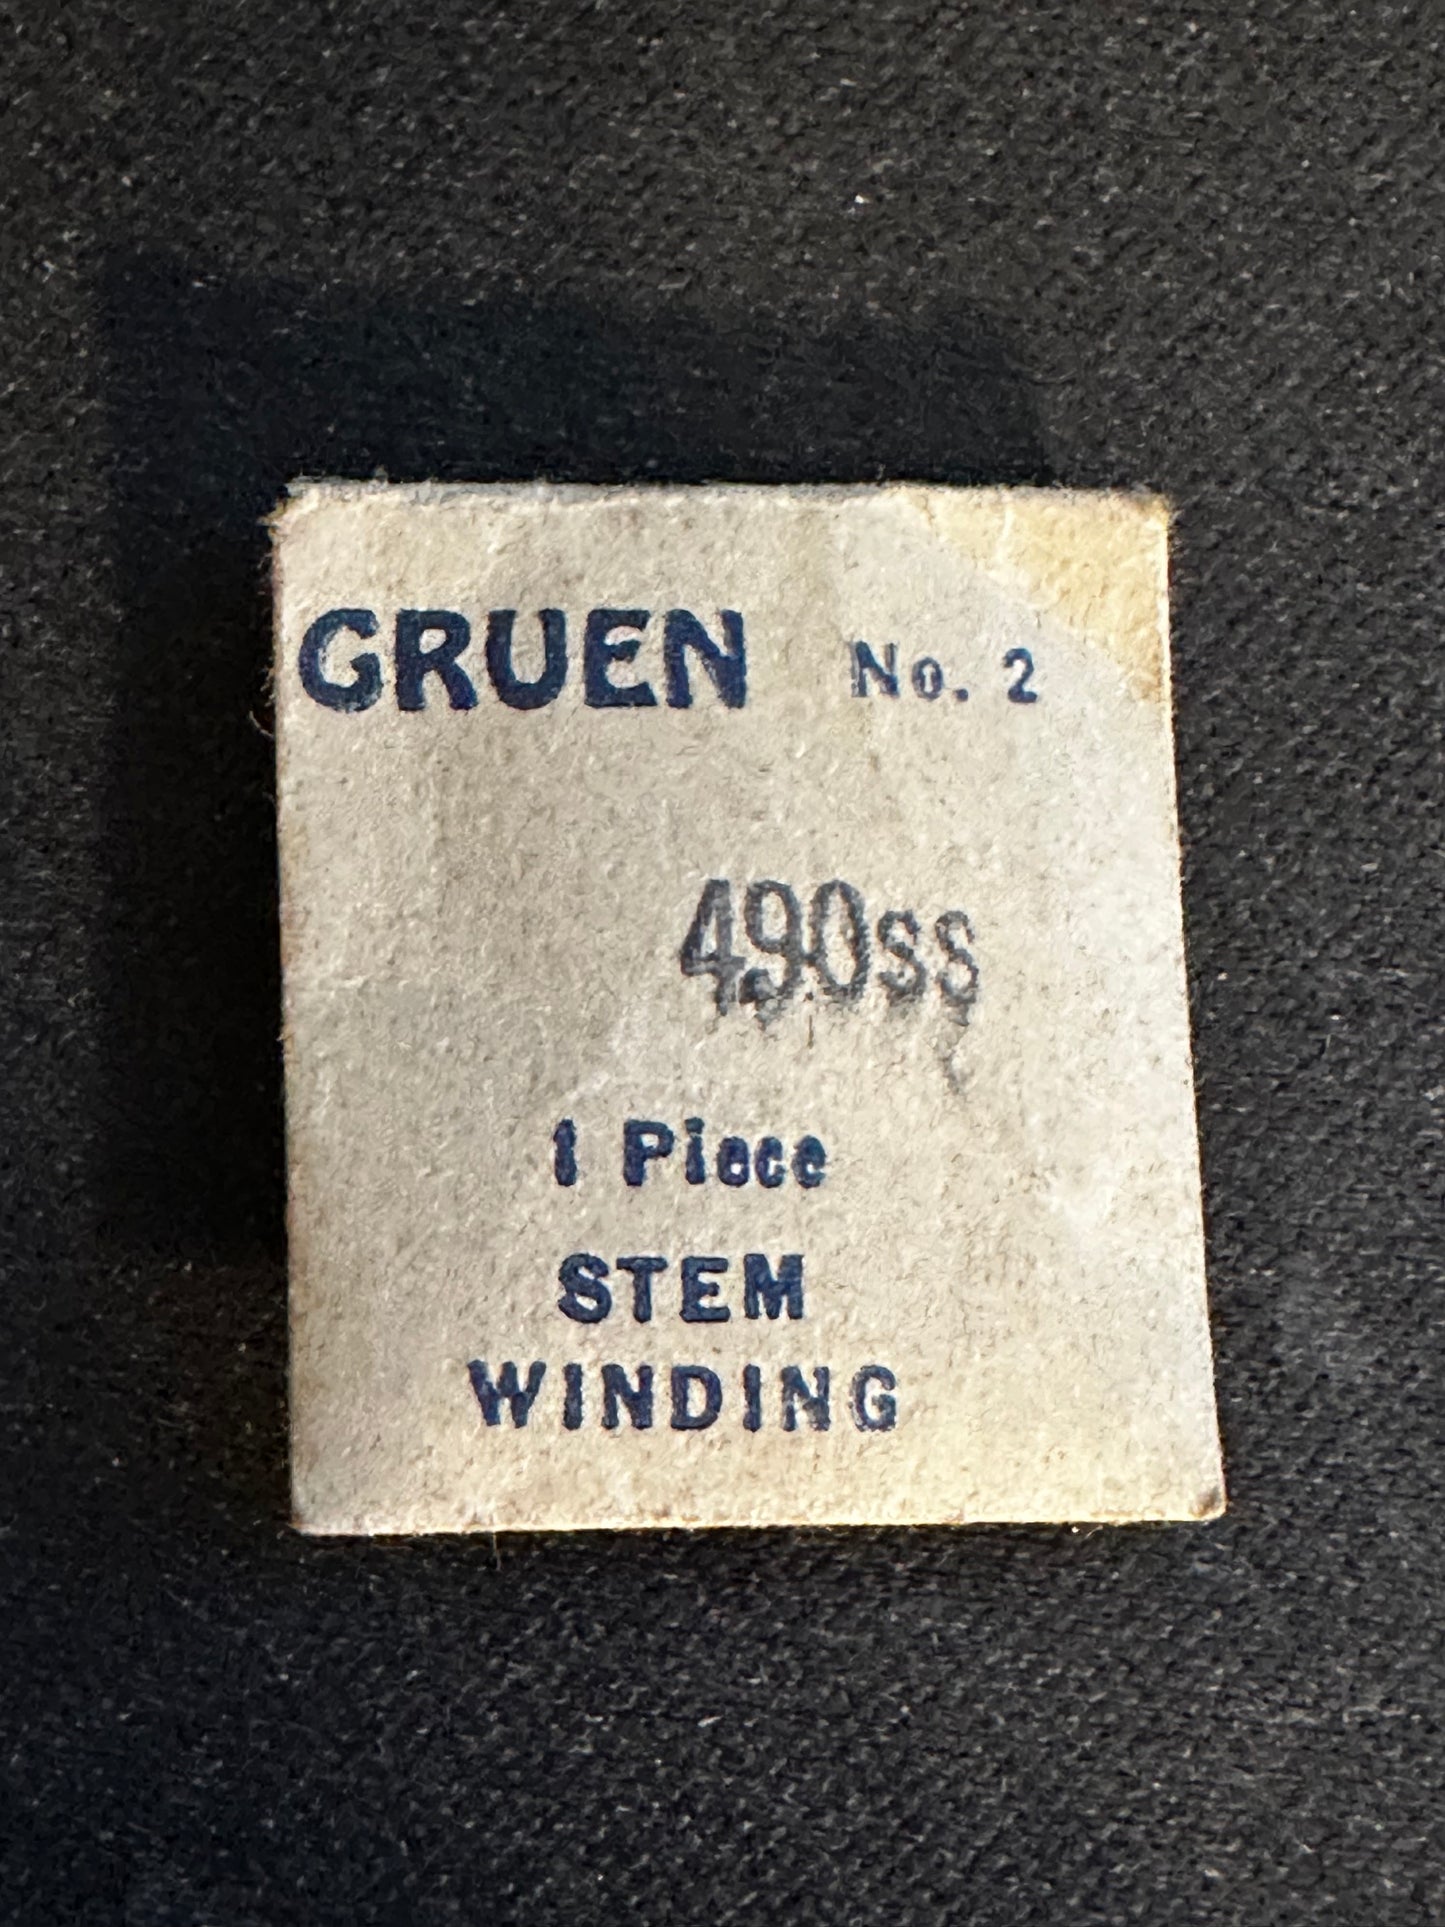 GRUEN No. 2
490ss
1 Piece
STEM
WINDING